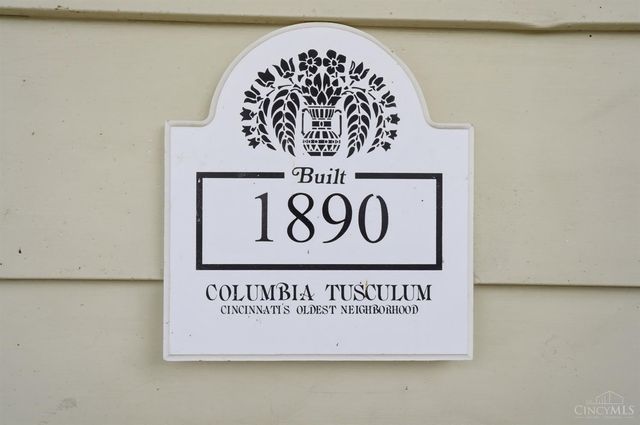 Built
1890
COLUMBIA TUSCULUM
CINCINNATI'S OLDEST NEIGHBORHOOD
CINCYMLS